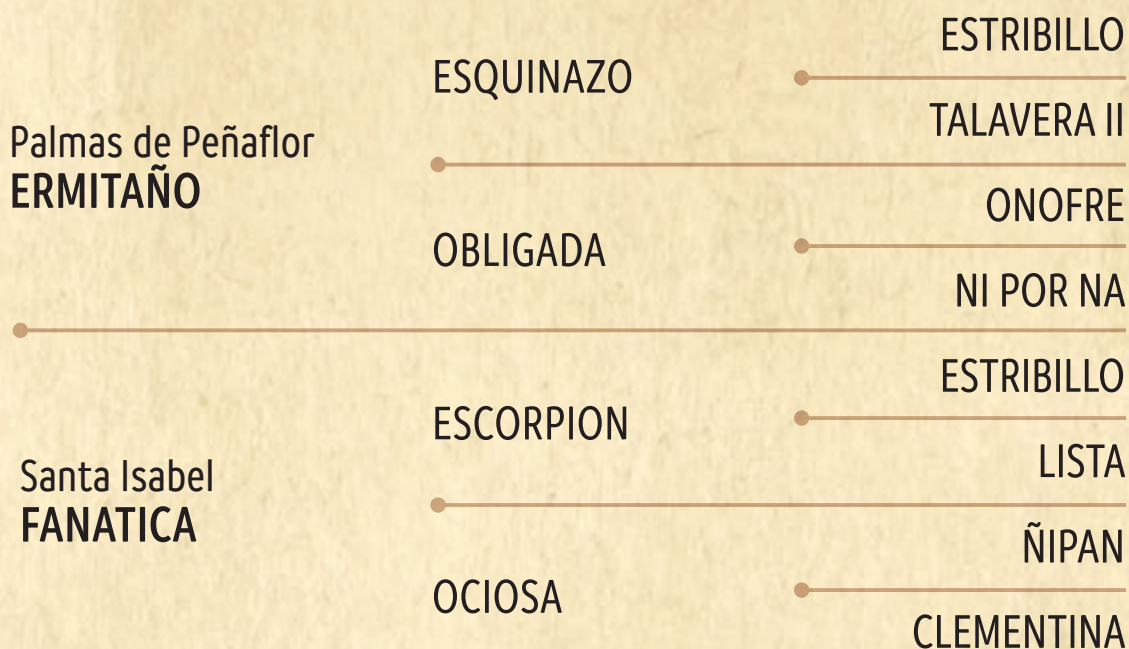 ESTRIBILLO
ESQUINAZO
TALAVERA II
Palmas de Peñaflor
ERMITAÑO
ONOFRE
OBLIGADA
NI POR NA
ESTRIBILLO
ESCORPION
LISTA
Santa Isabel
FANATICA
ÑIPAN
OCIOSA
CLEMENTINA